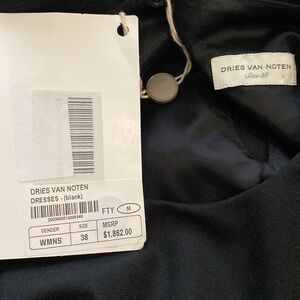 DRIES VAN NOTEN
DRESSES - (blank)
FTY M
GENDER SIZE MSRP
WMNS 38 $1,862.00
DRIES VAN NOTEN